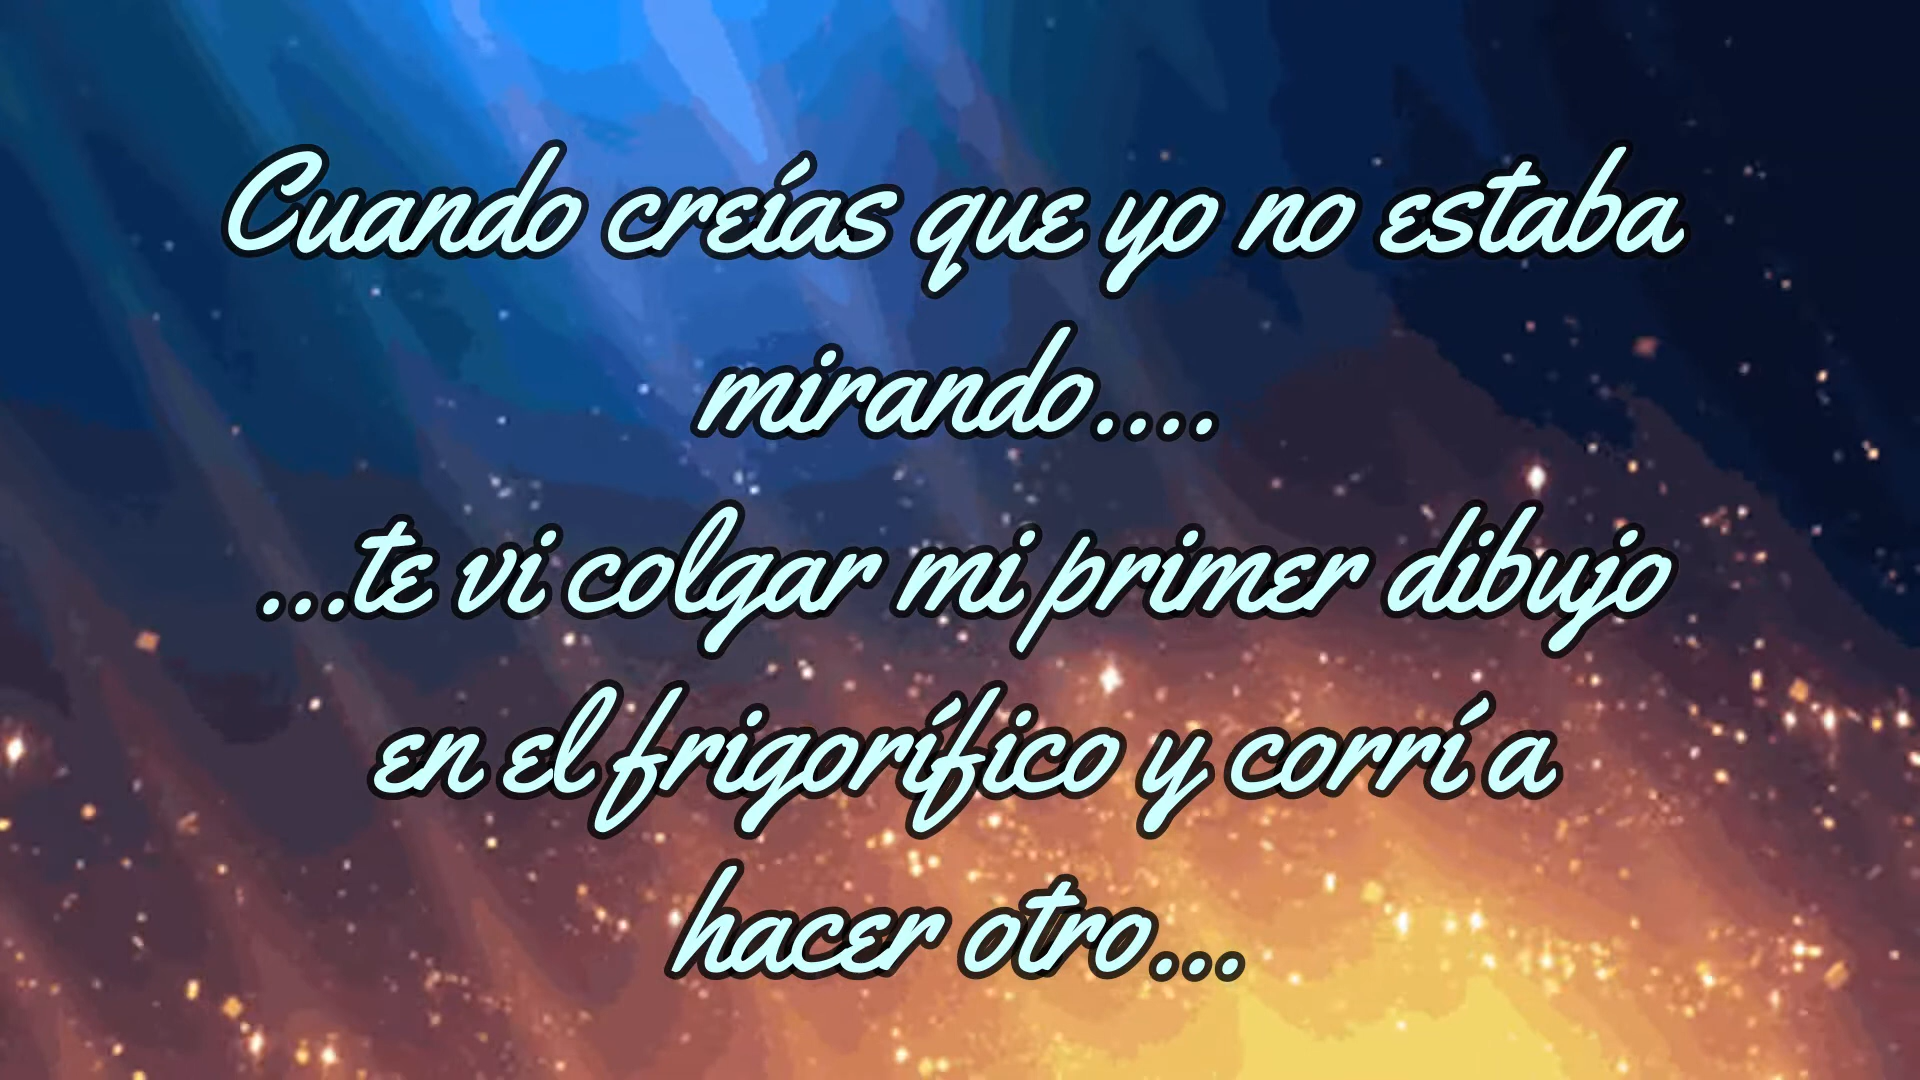 Cuando creías que yo no estaba
mirando....
...te vi colgar mi primer dibujo
en el frigorífico y corrí a
hacer otro...